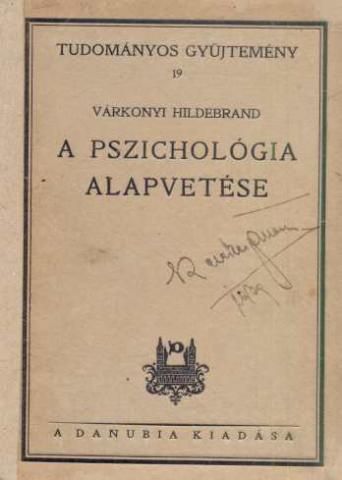 TUDOMÁNYOS GYŰJTEMÉNY
19
VÁRKONYI HILDEBRAND
A PSZICHOLÓGIA
ALAPVETÉSE
A DANUBIA KIADÁSA